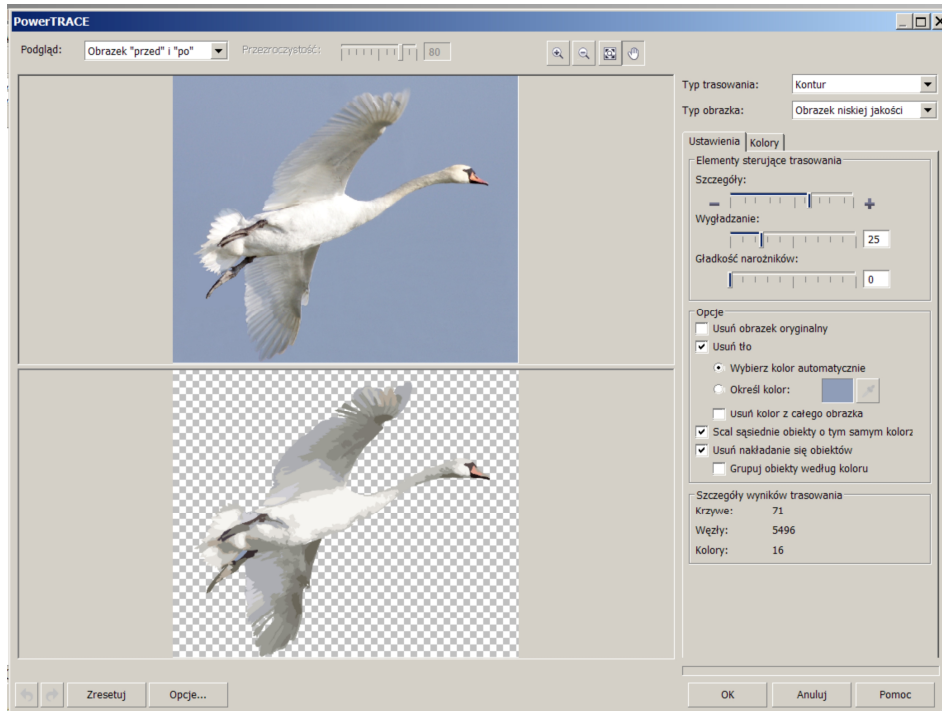 PowerTRACE
Podgląd:
Obrazek "przed" i "po"
Przezroczystość:
80
Typ trasowania:
Kontur
Typ obrazka:
Obrazek niskiej jakości
Ustawienia
Kolory
Elementy sterujące trasowania
Szczegóły:
Wygładzanie:
25
Gładkość narożników:
0
Opcje
Usuń obrazek oryginalny
Usuń tło
Wybierz kolor automatycznie
Określ kolor:
Usuń kolor z całego obrazka
Scal sąsiednie obiekty o tym samym kolorz
Usuń nakładanie się obiektów
Grupuj obiekty według koloru
Szczegóły wyników trasowania
Krzywe: 71
Węzły: 5496
Kolory: 16
Zresetuj
Opcje...
OK
Anuluj
Pomoc